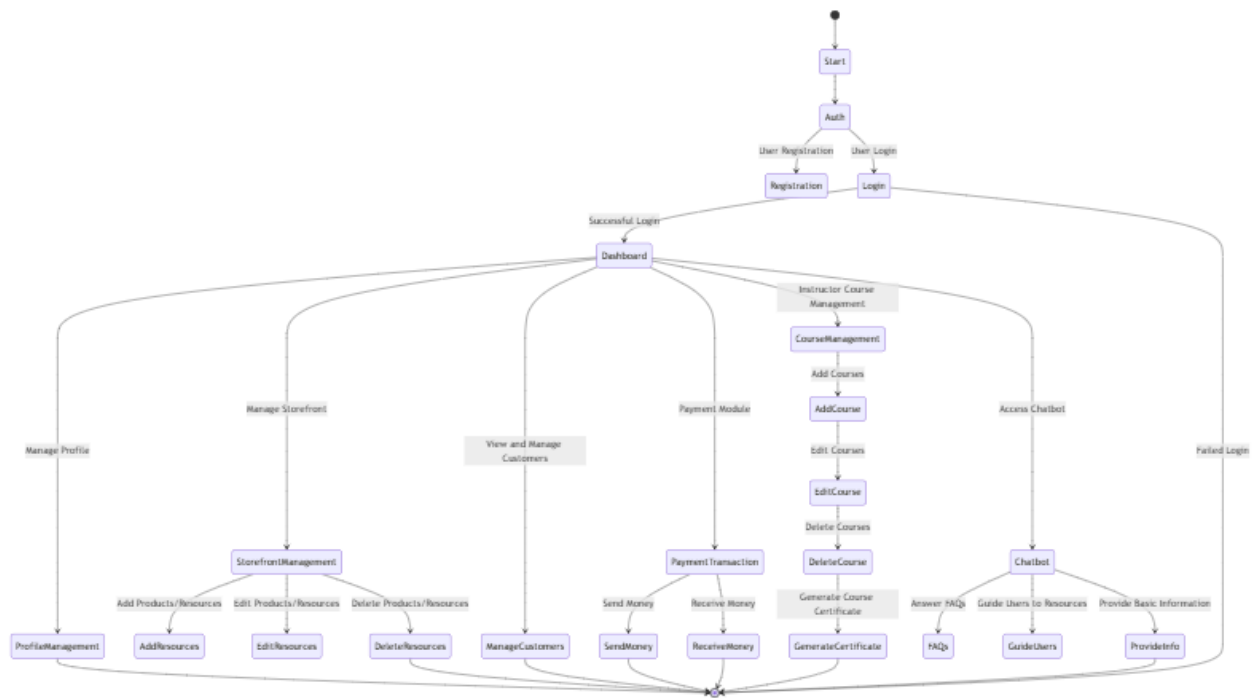 Start
Auth
User Registration
User Login
Registration
Login
Successful Login
Dashboard
Instructor Course
Management
CourseManagement
Add Courses
Manage Storefront
Payment Module
AddCourse
Access Chatbot
Manage Profile
View and Manage
Customers
Edit Courses
Failed Login
EditCourse
Delete Courses
StorefrontManagement
PaymentTransaction
DeleteCourse
Chatbot
Add Products/Resources
Edit Products/Resources
Delete Products/Resources
Send Money
Receive Money
Generate Course
Certificate
Answer FAQs
Guide Users to Resources
Provide Basic Information
ProfileManagement
AddResources
EditResources
DeleteResources
ManageCustomers
SendMoney
ReceiveMoney
GenerateCertificate
FAQs
GuideUsers
ProvideInfo